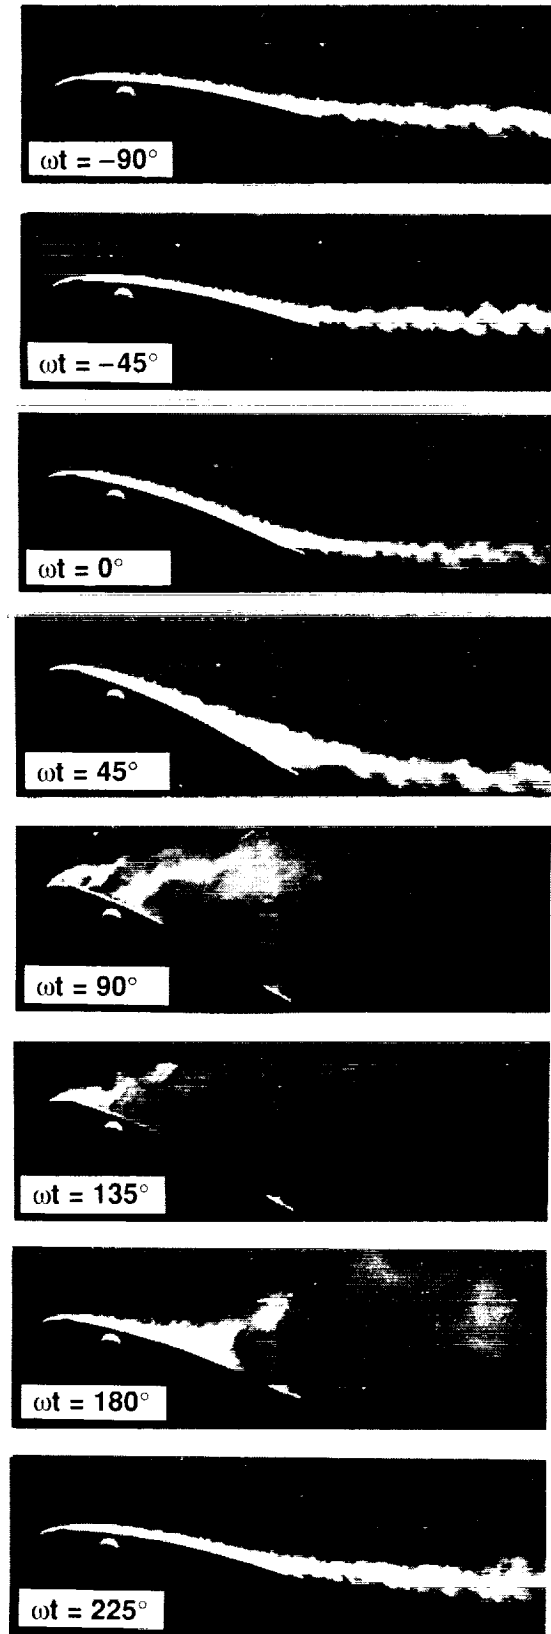 ωt = −90°
ωt = −45°
ωt = 0°
ωt = 45°
ωt = 90°
ωt = 135°
ωt = 180°
ωt = 225°